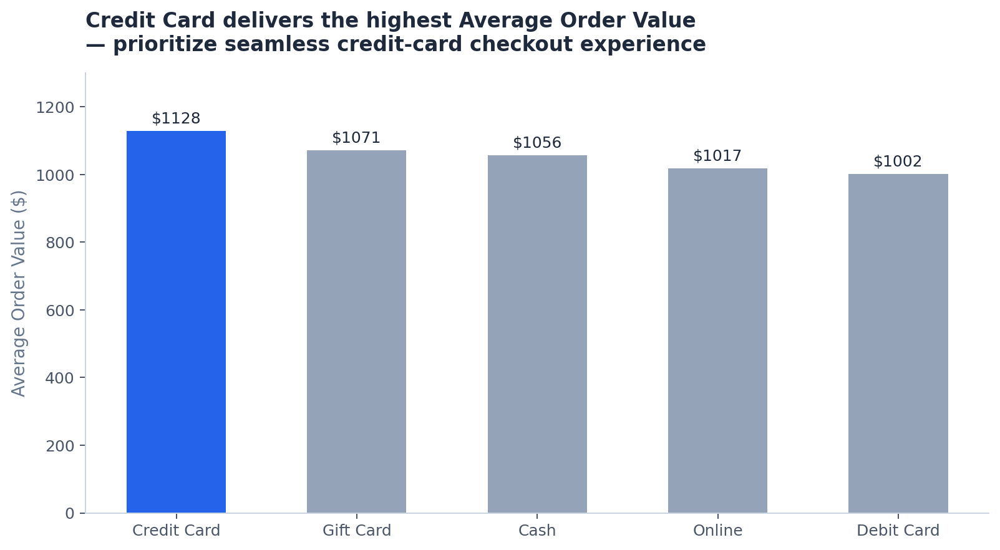 Credit Card delivers the highest Average Order Value
— prioritize seamless credit-card checkout experience
Average Order Value ($)
1200
1000
800
600
400
200
0
$1128
$1071
$1056
$1017
$1002
Credit Card
Gift Card
Cash
Online
Debit Card